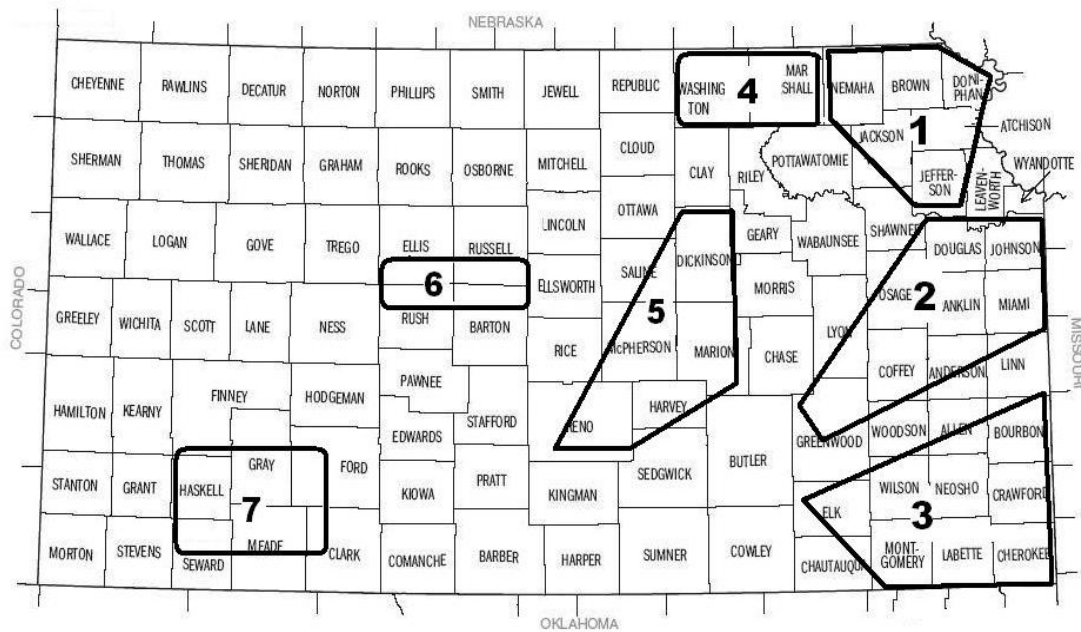 NEBRASKA
CHEYENNE RAWLINS DECATUR NORTON PHILLIPS SMITH JEWELL REPUBLIC WASHING
TON 4 MAR
SHALL NEMAHA BROWN DONI-
PHAN
SHERMAN THOMAS SHERIDAN GRAHAM ROOKS OSBORNE MITCHELL CLOUD CLAY RILEY POTTAWATOMIE JACKSON 1 ATCHISON
JEFFER-
SON LEAVEN-
WORTH WYANDOTTE
WALLACE LOGAN GOVE TREGO ELLIS RUSSELL LINCOLN OTTAWA
SALINE DICKINSON GEARY WABAUNSEE SHAWNEE DOUGLAS JOHNSON
COLORADO
6 ELLSWORTH 5 MORRIS OSAGE 2 ANKLIN MIAMI
GREELEY WICHITA SCOTT LANE NESS RUSH BARTON RICE McPHERSON MARION CHASE LYON COFFEY ANDERSON LINN
MISSOURI
HAMILTON KEARNY FINNEY HODGEMAN PAWNEE STAFFORD RENO HARVEY
EDWARDS GREENWOOD WOODSON ALLEN BOURBON
STANTON GRANT HASKELL GRAY FORD KIOWA PRATT KINGMAN SEDGWICK BUTLER ELK WILSON NEOSHO CRAWFORD
7 3
MORTON STEVENS SEWARD MEADE CLARK COMANCHE BARBER HARPER SUMNER COWLEY CHAUTAUQU MONT-
GOMERY LABETTE CHEROKEE
OKLAHOMA